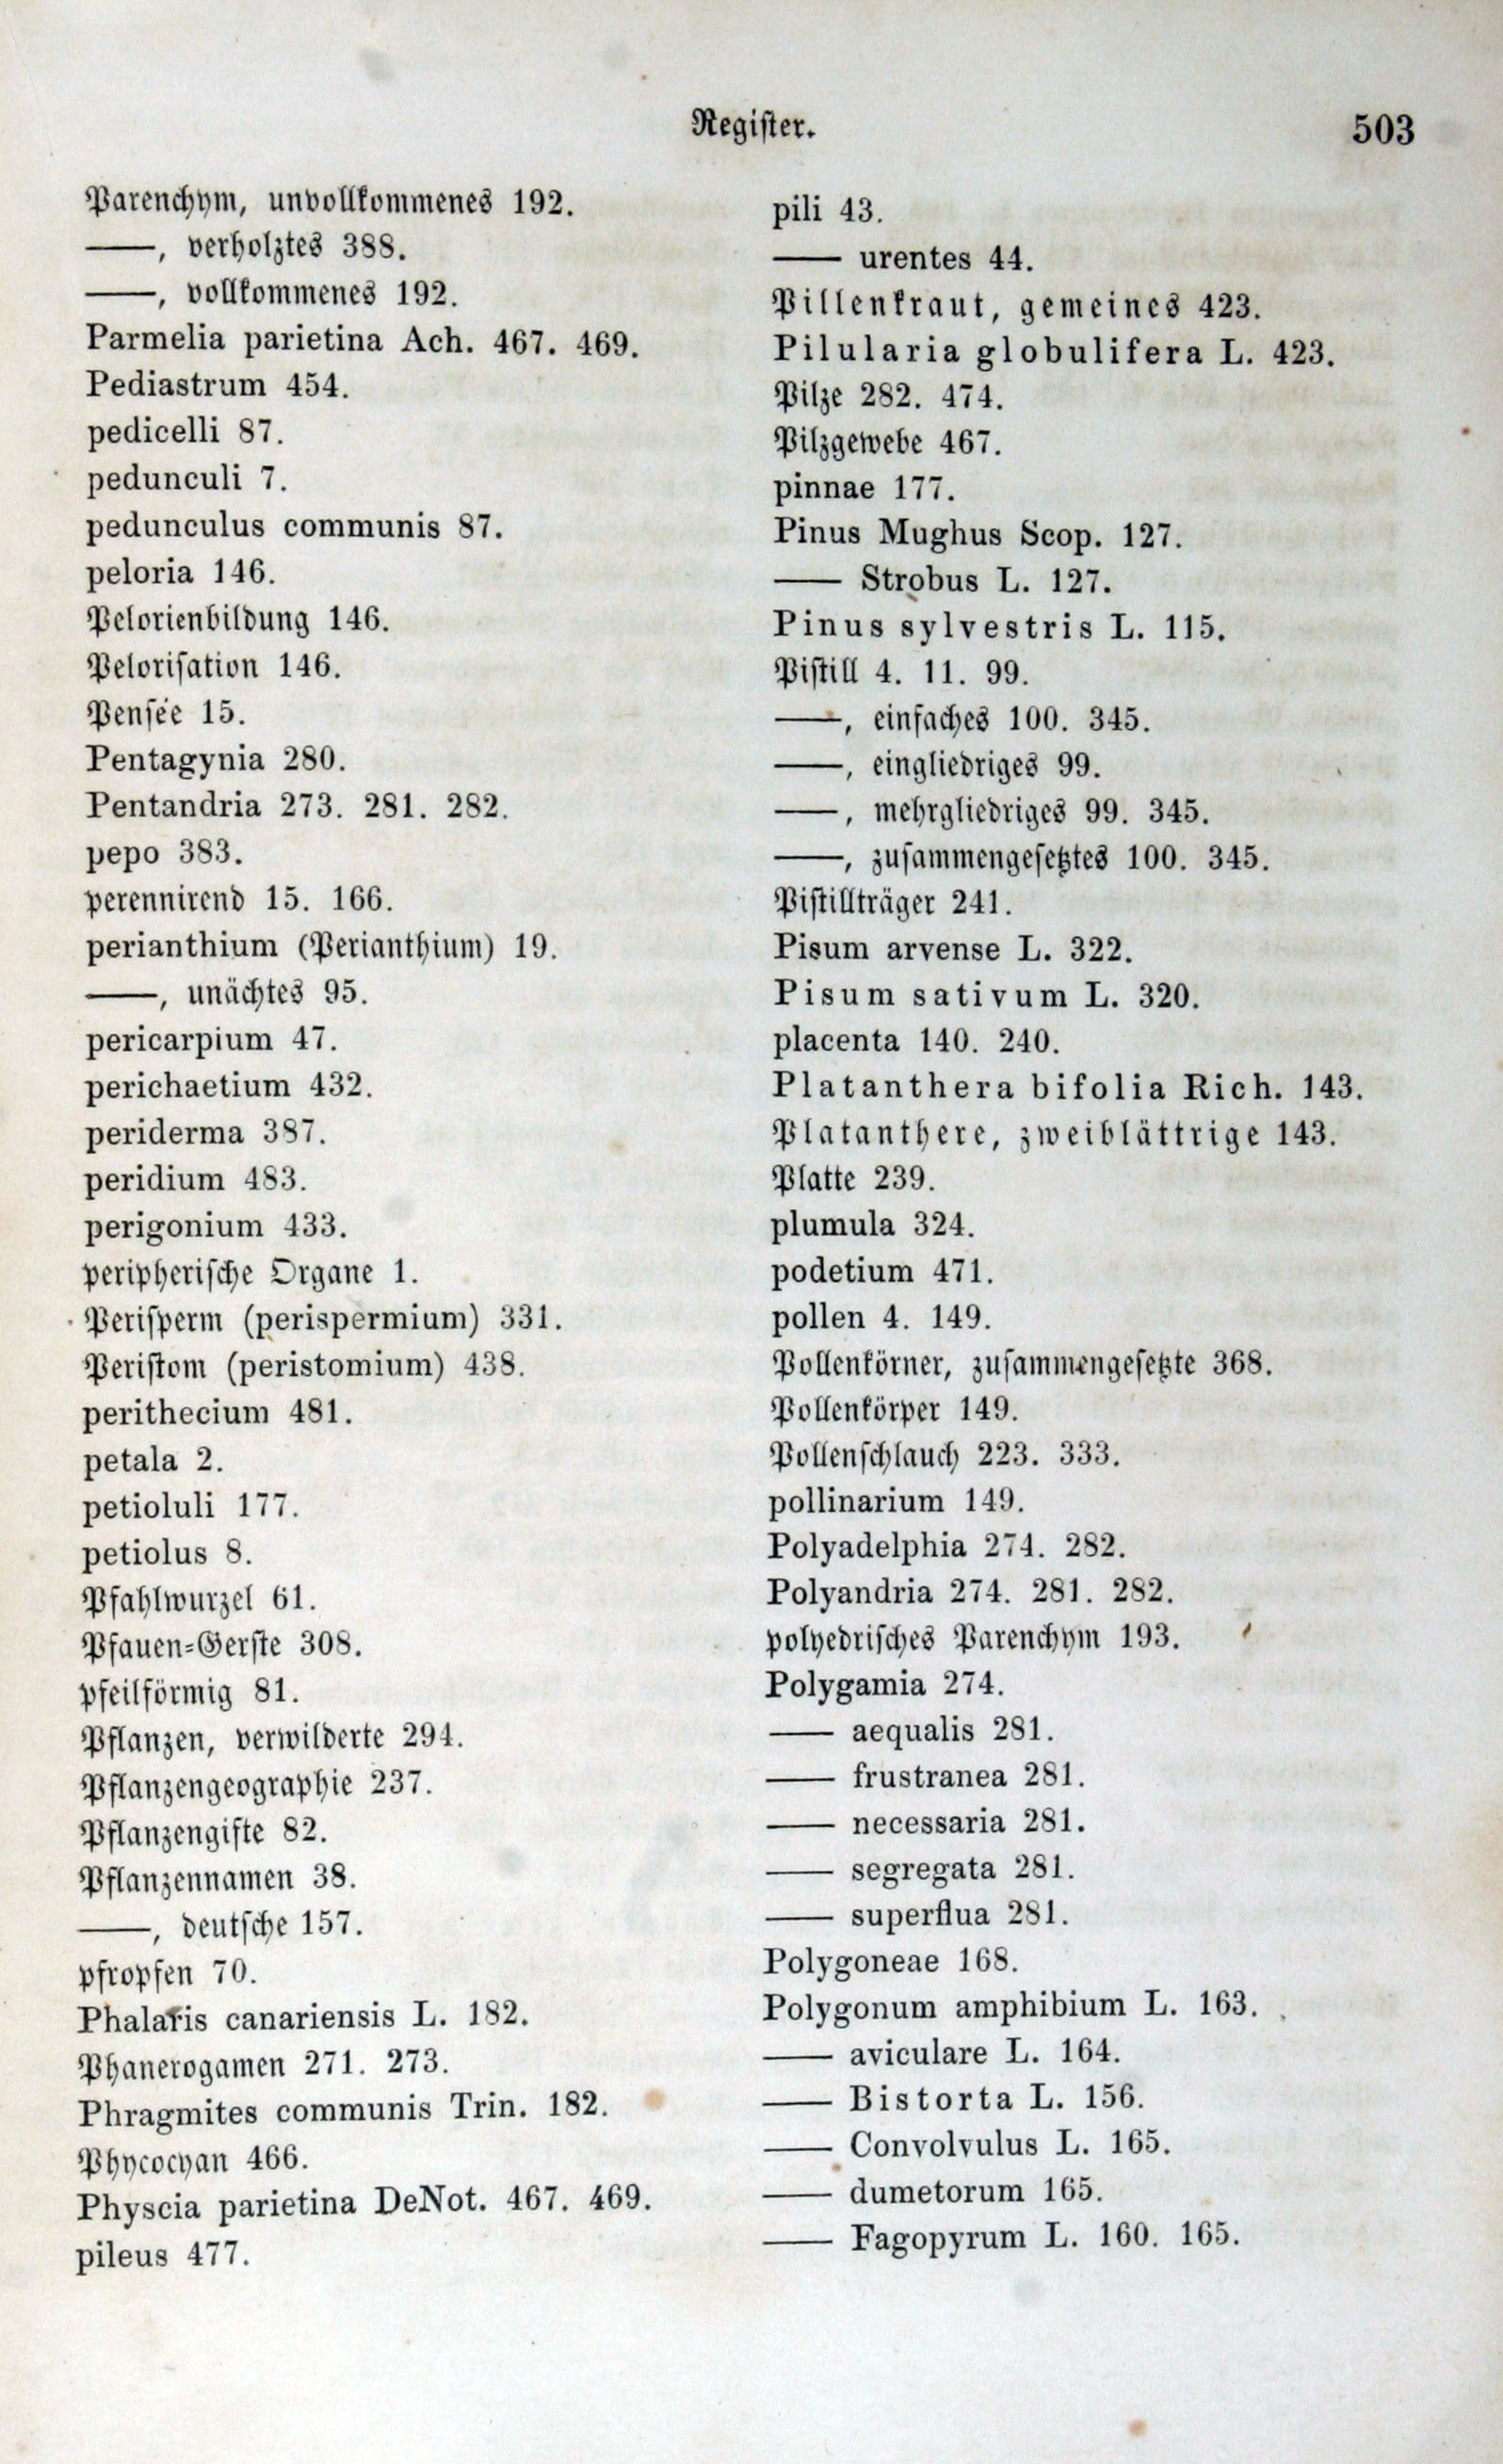 Register.
503
Parenchym, unvollkommenes 192.
——, verholztes 388.
——, vollkommenes 192.
Parmelia parietina Ach. 467. 469.
Pediastrum 454.
pedicelli 87.
pedunculi 7.
pedunculus communis 87.
peloria 146.
Pelorienbildung 146.
Pelorisation 146.
Pensée 15.
Pentagynia 280.
Pentandria 273. 281. 282.
pepo 383.
perennirend 15. 166.
perianthium (Perianthium) 19.
——, unächtes 95.
pericarpium 47.
perichaetium 432.
periderma 387.
peridium 483.
perigonium 433.
peripherische Organe 1.
Perisperm (perispermium) 331.
Peristom (peristomium) 438.
perithecium 481.
petala 2.
petioluli 177.
petiolus 8.
Pfahlwurzel 61.
Pfauen-Gerste 308.
pfeilförmig 81.
Pflanzen, verwilderte 294.
Pflanzengeographie 237.
Pflanzengifte 82.
Pflanzennamen 38.
——, deutsche 157.
pfropfen 70.
Phalaris canariensis L. 182.
Phanerogamen 271. 273.
Phragmites communis Trin. 182.
Phycocyan 466.
Physcia parietina DeNot. 467. 469.
pileus 477.
pili 43.
—— urentes 44.
Pillenkraut, gemeines 423.
Pilularia globulifera L. 423.
Pilze 282. 474.
Pilzgewebe 467.
pinnae 177.
Pinus Mughus Scop. 127.
—— Strobus L. 127.
Pinus sylvestris L. 115.
Pistill 4. 11. 99.
——, einfaches 100. 345.
——, eingliedriges 99.
——, mehrgliedriges 99. 345.
——, zusammengesetztes 100. 345.
Pistillträger 241.
Pisum arvense L. 322.
Pisum sativum L. 320.
placenta 140. 240.
Platanthera bifolia Rich. 143.
Platanthere, zweiblättrige 143.
Platte 239.
plumula 324.
podetium 471.
pollen 4. 149.
Pollenkörner, zusammengesetzte 368.
Pollenkörper 149.
Pollenschlauch 223. 333.
pollinarium 149.
Polyadelphia 274. 282.
Polyandria 274. 281. 282.
polyedrisches Parenchym 193.
Polygamia 274.
—— aequalis 281.
—— frustranea 281.
—— necessaria 281.
—— segregata 281.
—— superflua 281.
Polygoneae 168.
Polygonum amphibium L. 163.
—— aviculare L. 164.
—— Bistorta L. 156.
—— Convolvulus L. 165.
—— dumetorum 165.
—— Fagopyrum L. 160. 165.